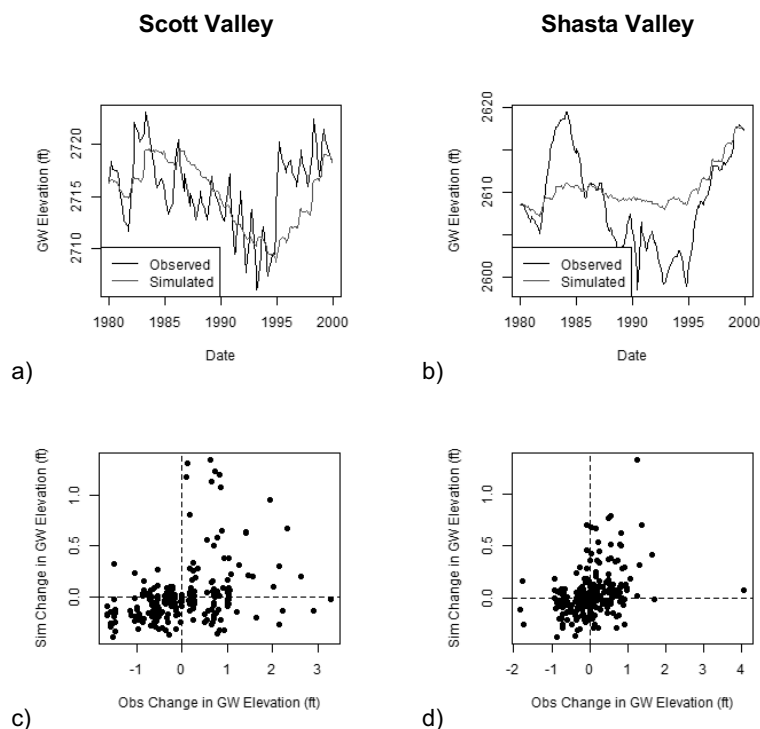 Scott Valley
Shasta Valley
GW Elevation (ft)
2720
2715
2710
Observed
Simulated
1980 1985 1990 1995 2000
Date
a)
GW Elevation (ft)
2620
2610
2600
Observed
Simulated
1980 1985 1990 1995 2000
Date
b)
Sim Change in GW Elevation (ft)
1.0
0.5
0.0
-1 0 1 2 3
Obs Change in GW Elevation (ft)
c)
Sim Change in GW Elevation (ft)
1.0
0.5
0.0
-2 -1 0 1 2 3 4
Obs Change in GW Elevation (ft)
d)